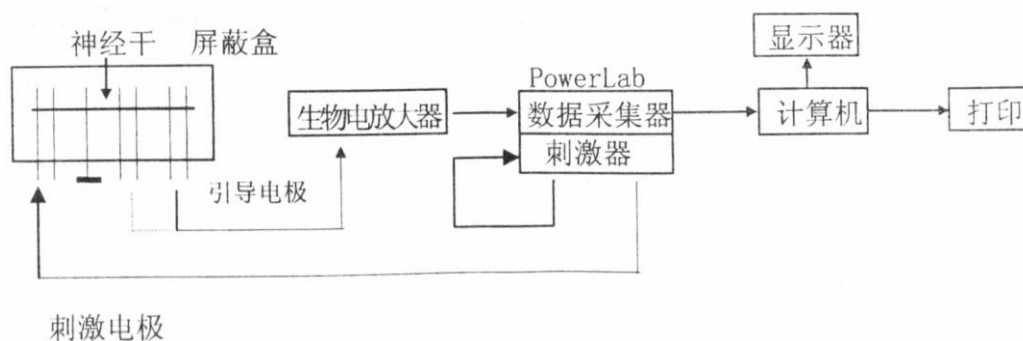 神经干 屏蔽盒
显示器
PowerLab
生物电放大器
数据采集器
计算机
打印
刺激器
引导电极
刺激电极